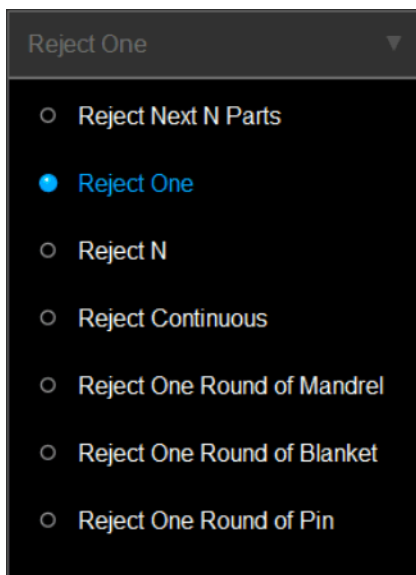 Reject One
Reject Next N Parts
Reject One
Reject N
Reject Continuous
Reject One Round of Mandrel
Reject One Round of Blanket
Reject One Round of Pin